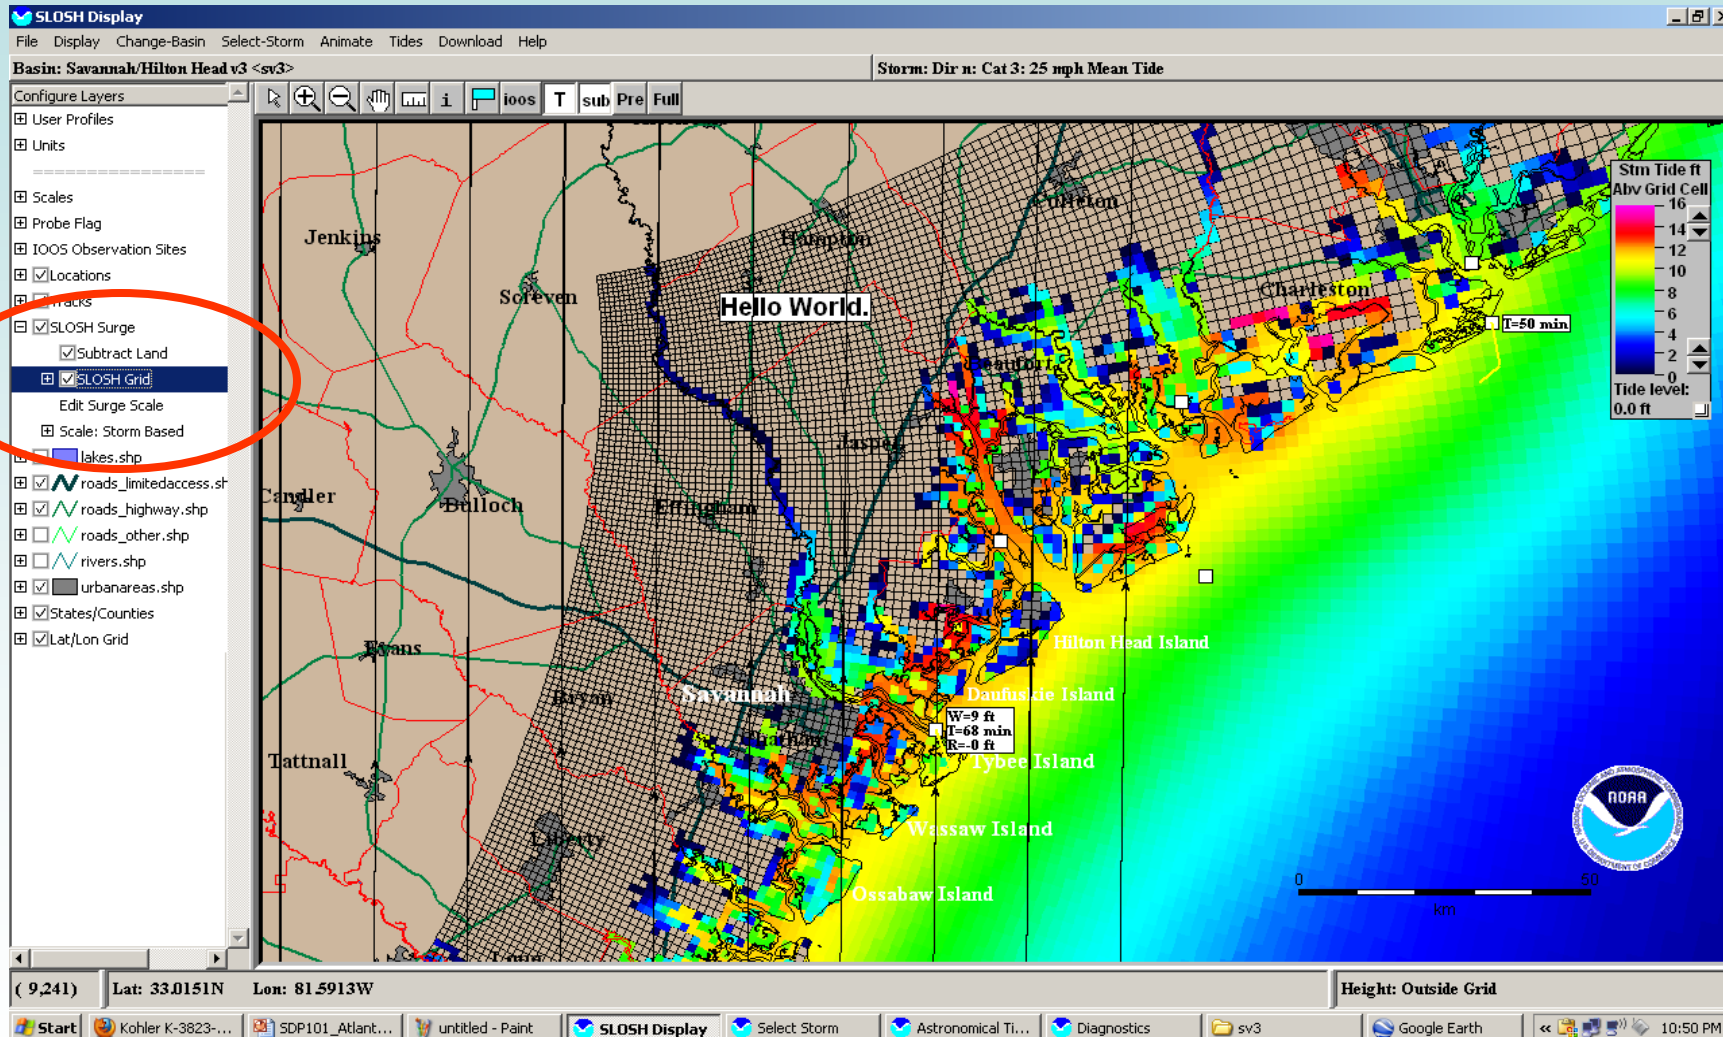 SLOSH Display
File Display Change-Basin Select-Storm Animate Tides Download Help
Basin: Savannah/Hilton Head v3 <sv3>
Storm: Dir n: Cat 3: 25 mph Mean Tide
Configure Layers
i ioos T sub Pre Full
User Profiles
Units
=================
Scales
Probe Flag
IOOS Observation Sites
Locations
Tracks
SLOSH Surge
Subtract Land
SLOSH Grid
Edit Surge Scale
Scale: Storm Based
lakes.shp
roads_limitedaccess.sh
roads_highway.shp
roads_other.shp
rivers.shp
urbanareas.shp
States/Counties
Lat/Lon Grid
Jenkins
Hampton
Colleton
Screven
Hello World.
Charleston
T=50 min
Beaufort
Jasper
Candler
Bulloch
Effingham
Evans
Hilton Head Island
Bryan
Savannah
Daufuskie Island
Chatham
W=9 ft
T=68 min
R=-0 ft
Tattnall
Tybee Island
Liberty
Wassaw Island
Ossabaw Island
Long
Stm Tide ft
Abv Grid Cell
16
14
12
10
8
6
4
2
0
Tide level:
0.0 ft
NOAA
0 50
km
( 9,241)
Lat: 33.0151N Lon: 81.5913W
Height: Outside Grid
Start
Kohler K-3823-...
SDP101_Atlant...
untitled - Paint
SLOSH Display
Select Storm
Astronomical Ti...
Diagnostics
sv3
Google Earth
«
10:50 PM